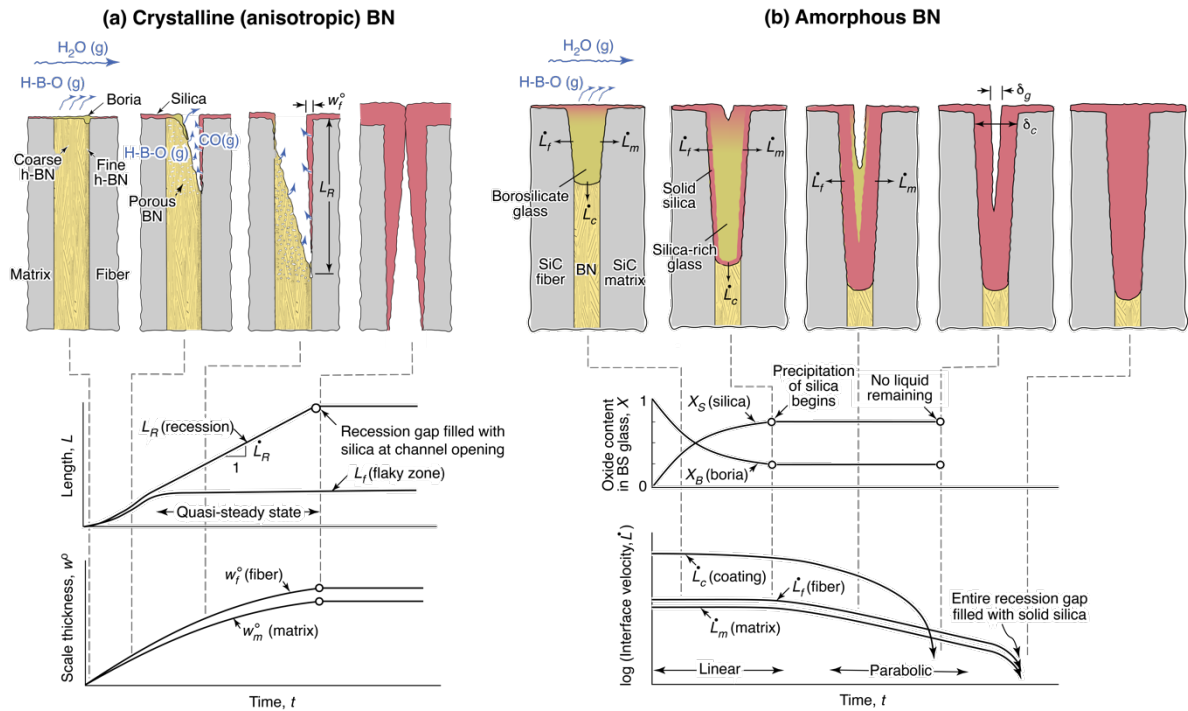 (a) Crystalline (anisotropic) BN
H₂O (g)
H-B-O (g)
Boria
Silica
w_f^o
Coarse
h-BN
Fine
h-BN
H-B-O (g)
CO(g)
Porous
BN
L_R
Matrix
Fiber
Length, L
L_R (recession)
L̇_R
1
Recession gap filled with
silica at channel opening
L_f (flaky zone)
Quasi-steady state
Scale thickness, w^o
w_f^o (fiber)
w_m^o (matrix)
Time, t
(b) Amorphous BN
H₂O (g)
H-B-O (g)
L̇_f
L̇_m
Borosilicate
glass
L̇_c
SiC
fiber
BN
SiC
matrix
L̇_f
L̇_m
Solid
silica
Silica-rich
glass
L̇_c
L̇_f
L̇_m
δ_g
δ_c
Oxide content
in BS glass, X
1
0
X_S (silica)
X_B (boria)
Precipitation
of silica
begins
No liquid
remaining
log (Interface velocity, L̇)
L̇_c (coating)
L̇_f (fiber)
L̇_m (matrix)
Entire recession gap
filled with solid silica
Linear
Parabolic
Time, t